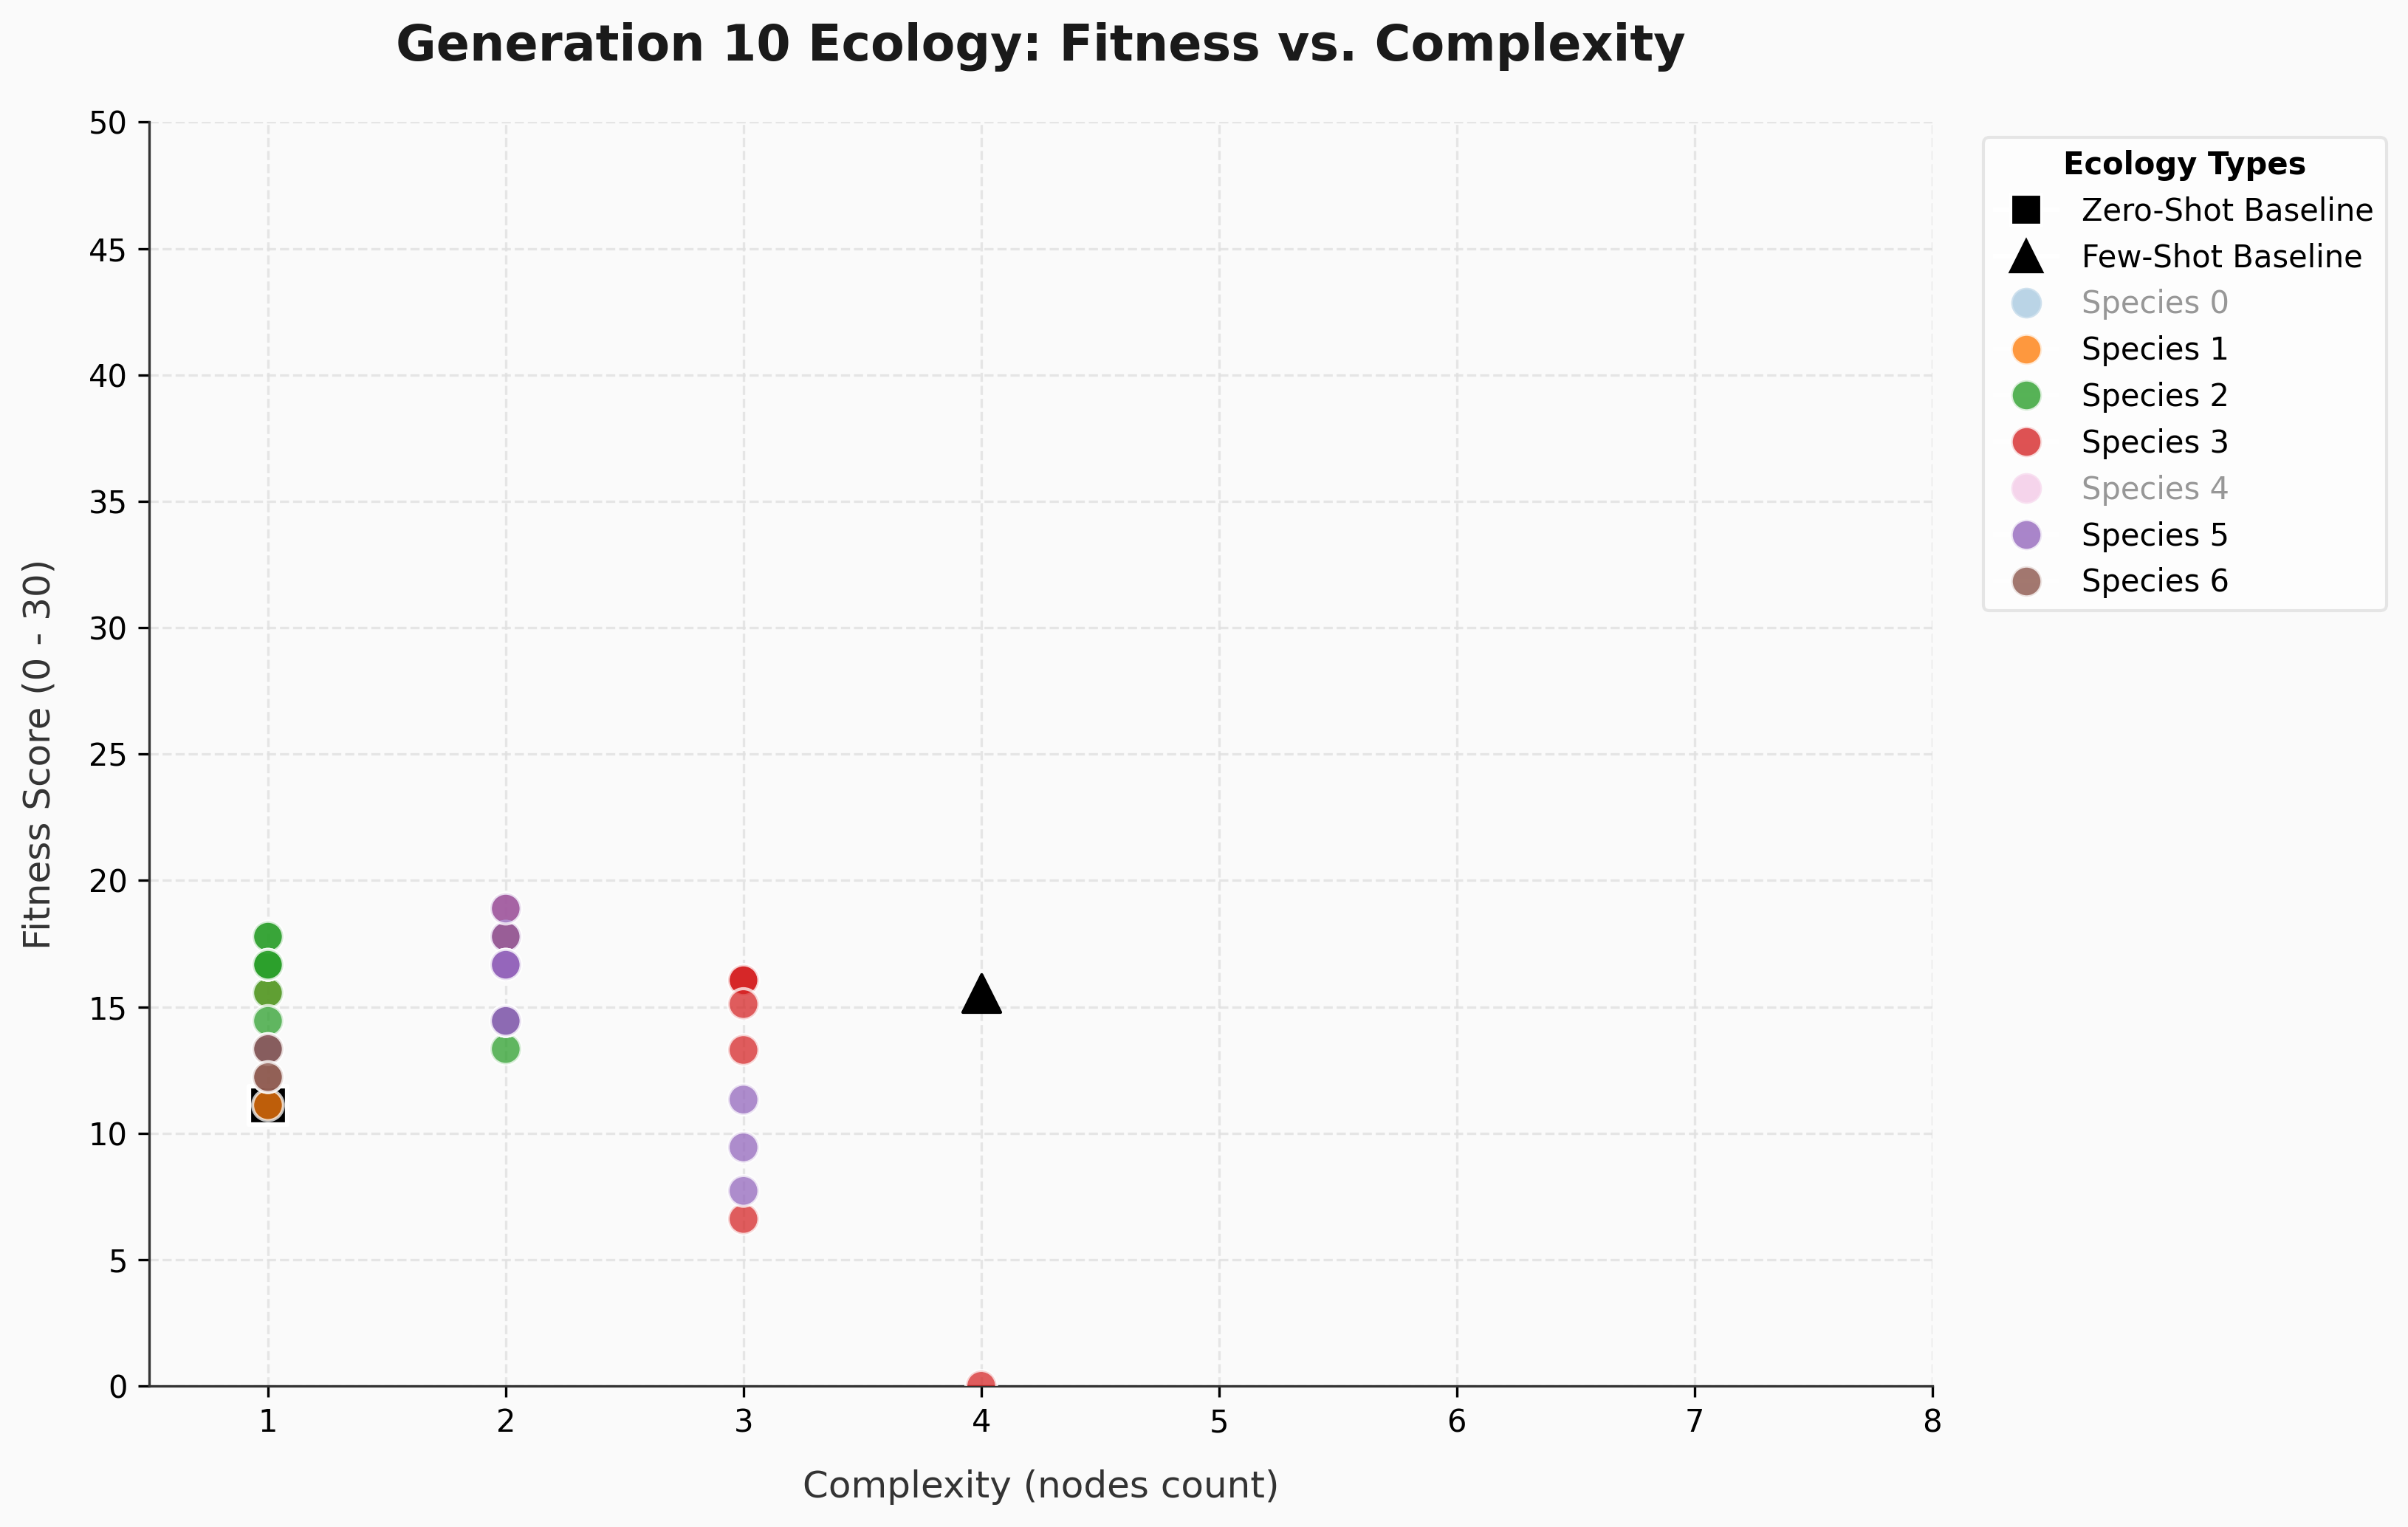 Generation 10 Ecology: Fitness vs. Complexity
50
45
40
35
30
25
20
15
10
5
0
Fitness Score (0 - 30)
1 2 3 4 5 6 7 8
Complexity (nodes count)
Ecology Types
Zero-Shot Baseline
Few-Shot Baseline
Species 0
Species 1
Species 2
Species 3
Species 4
Species 5
Species 6